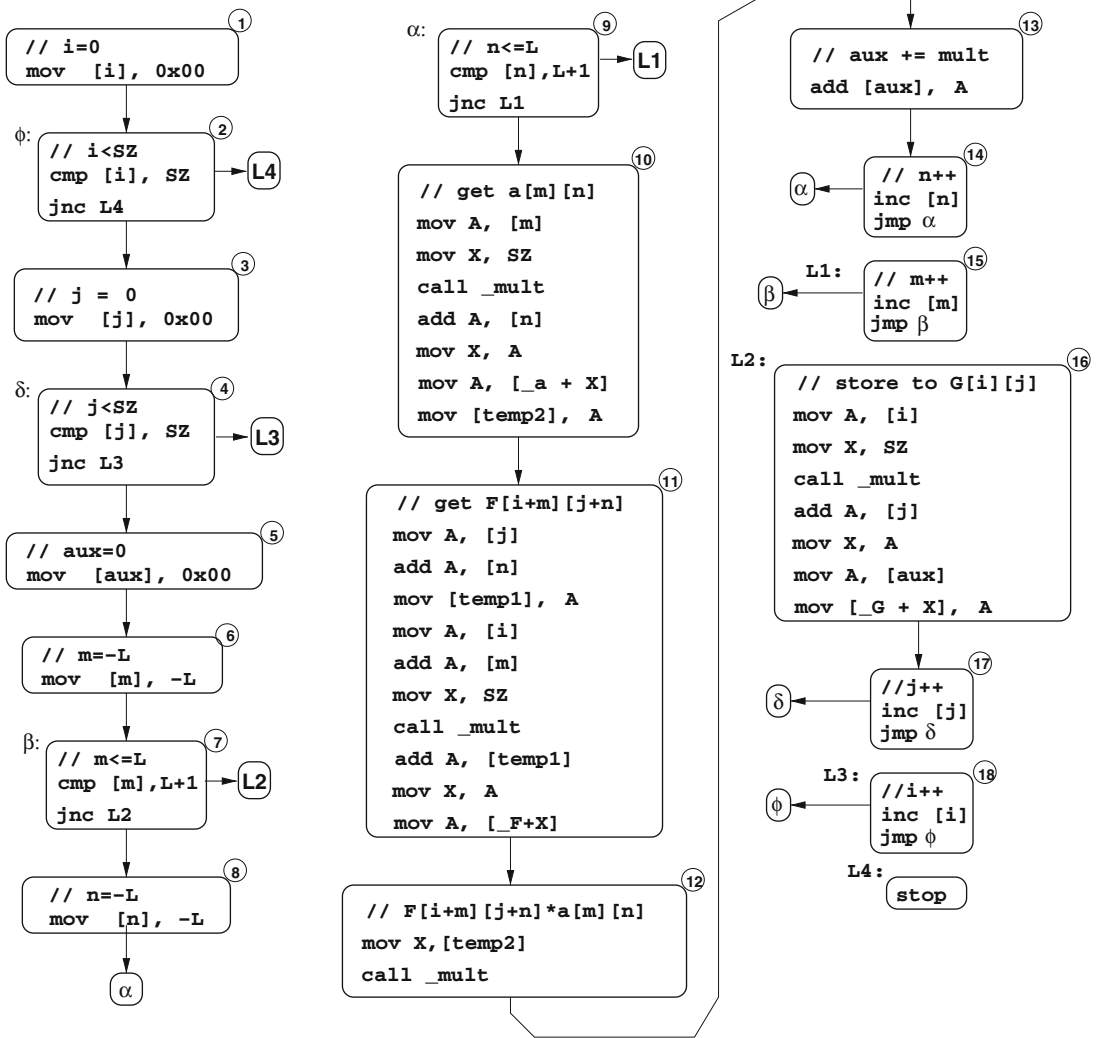 1
// i=0
mov [i], 0x00
ϕ:
2
// i<SZ
cmp [i], SZ
jnc L4
L4
3
// j = 0
mov [j], 0x00
δ:
4
// j<SZ
cmp [j], SZ
jnc L3
L3
5
// aux=0
mov [aux], 0x00
6
// m=-L
mov [m], -L
β:
7
// m<=L
cmp [m],L+1
jnc L2
L2
8
// n=-L
mov [n], -L
α
α:
9
// n<=L
cmp [n],L+1
jnc L1
L1
10
// get a[m][n]
mov A, [m]
mov X, SZ
call _mult
add A, [n]
mov X, A
mov A, [_a + X]
mov [temp2], A
11
// get F[i+m][j+n]
mov A, [j]
add A, [n]
mov [temp1], A
mov A, [i]
add A, [m]
mov X, SZ
call _mult
add A, [temp1]
mov X, A
mov A, [_F+X]
12
// F[i+m][j+n]*a[m][n]
mov X,[temp2]
call _mult
13
// aux += mult
add [aux], A
14
// n++
inc [n]
jmp α
α
L1:
15
// m++
inc [m]
jmp β
β
L2:
16
// store to G[i][j]
mov A, [i]
mov X, SZ
call _mult
add A, [j]
mov X, A
mov A, [aux]
mov [_G + X], A
17
//j++
inc [j]
jmp δ
δ
L3:
18
//i++
inc [i]
jmp ϕ
ϕ
L4:
stop